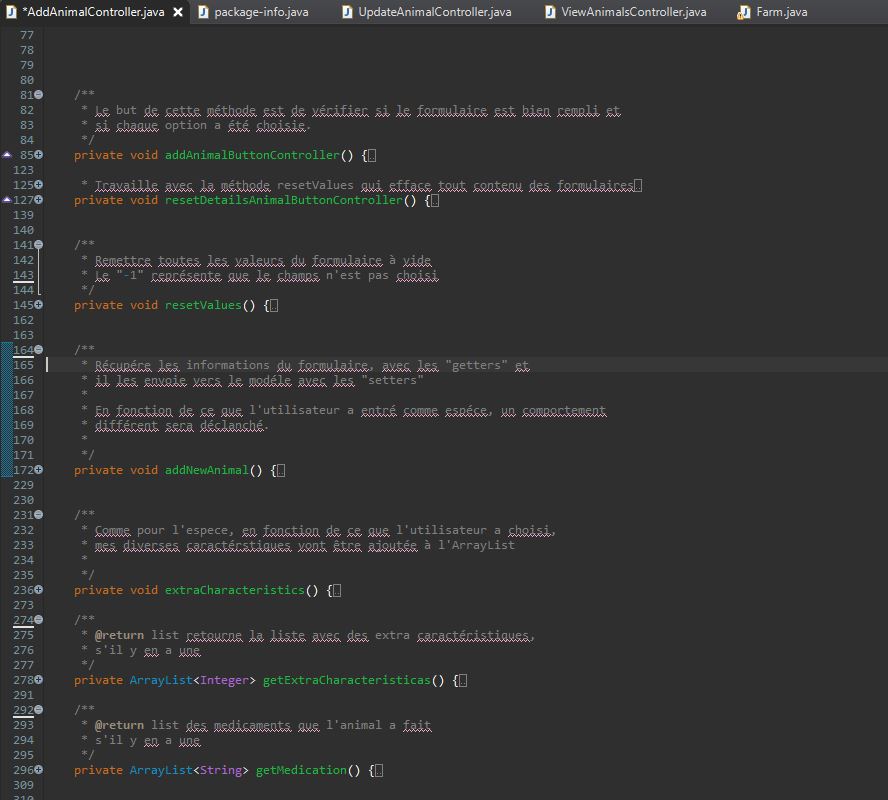 *AddAnimalController.java
package-info.java
UpdateAnimalController.java
ViewAnimalsController.java
Farm.java
77
78
79
80
81 /**
82 * Le but de cette méthode est de vérifier si le formulaire est bien rempli et
83 * si chaque option a été choisie.
84 */
85 private void addAnimalButtonController() {
123
125 * Travaille avec la méthode resetValues qui efface tout contenu des formulaires
127 private void resetDetailsAnimalButtonController() {
139
140
141 /**
142 * Remettre toutes les valeurs du formulaire à vide
143 * Le "-1" représente que le champs n'est pas choisi
144 */
145 private void resetValues() {
162
163
164 /**
165 * Récupére les informations du formulaire, avec les "getters" et
166 * il les envoie vers le modéle avec les "setters"
167 *
168 * En fonction de ce que l'utilisateur a entré comme espéce, un comportement
169 * différent sera déclanché.
170 *
171 */
172 private void addNewAnimal() {
229
230
231 /**
232 * Comme pour l'espece, en fonction de ce que l'utilisateur a choisi,
233 * mes diverses caractérstiques vont être ajoutée à l'ArrayList
234 *
235 */
236 private void extraCharacteristics() {
273
274 /**
275 * @return list retourne la liste avec des extra caractéristiques,
276 * s'il y en a une
277 */
278 private ArrayList<Integer> getExtraCharacteristicas() {
291
292 /**
293 * @return list des medicaments que l'animal a fait
294 * s'il y en a une
295 */
296 private ArrayList<String> getMedication() {
309
310